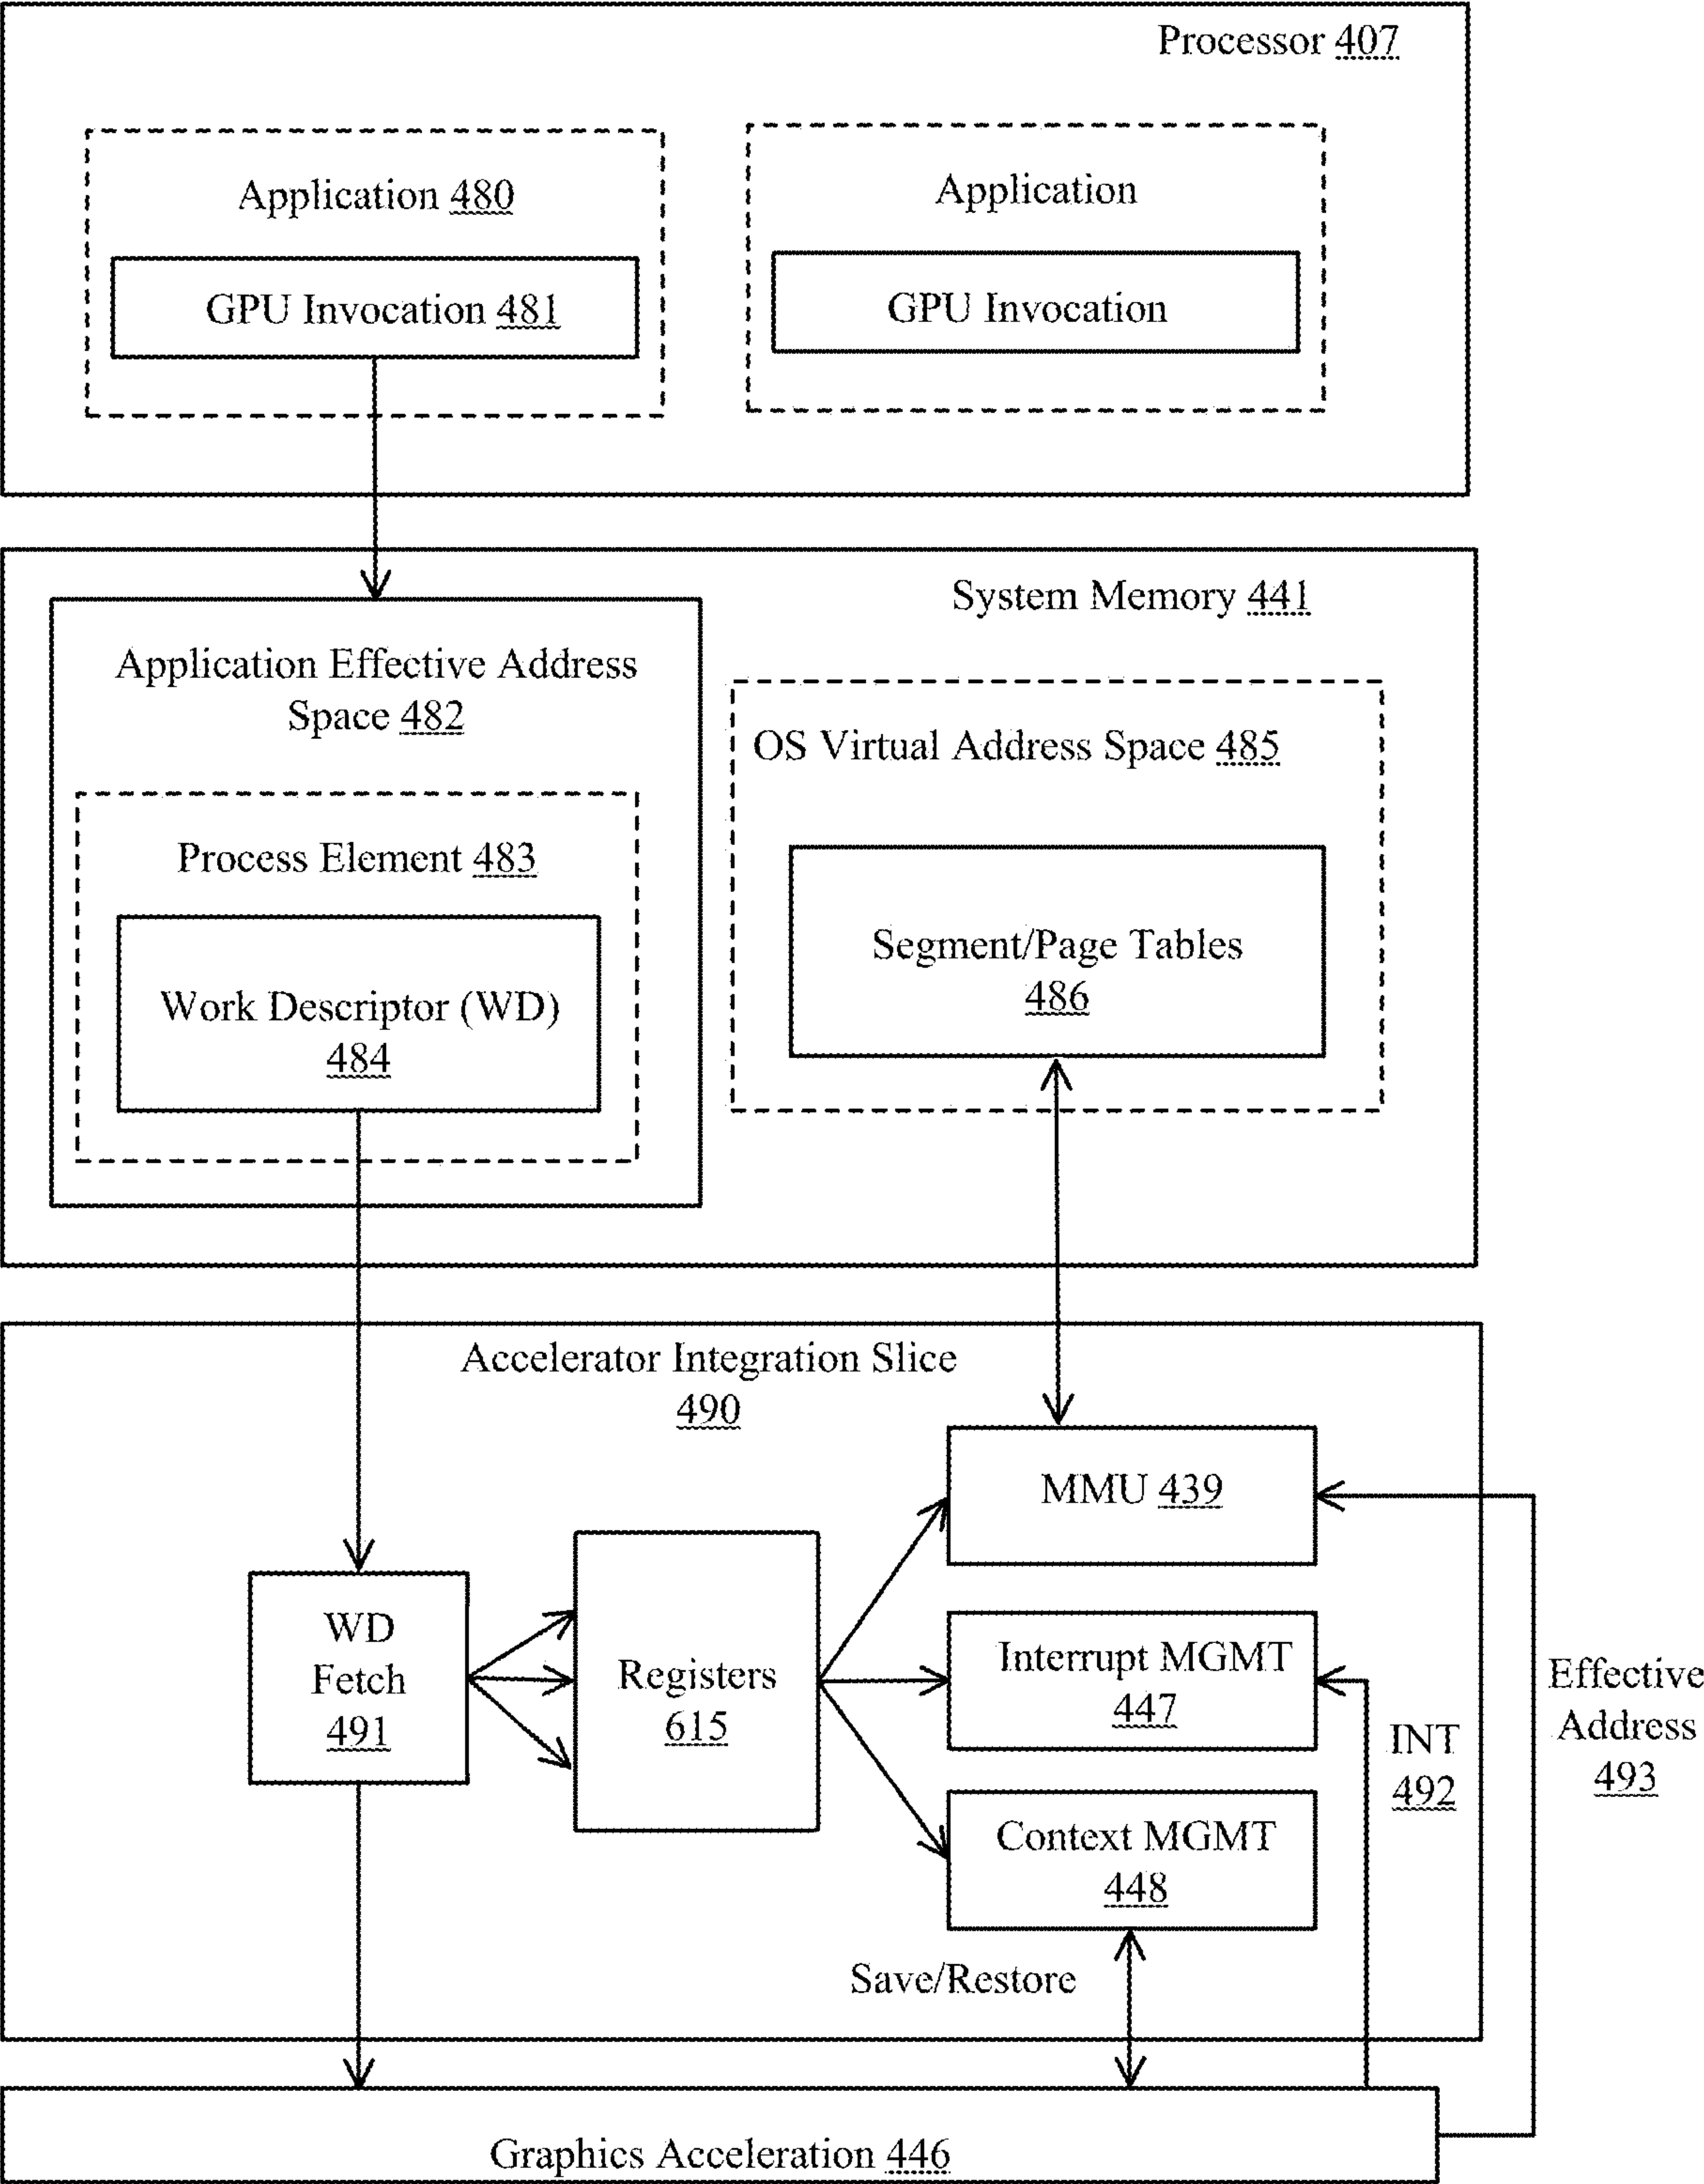 Processor 407
Application 480
GPU Invocation 481
Application
GPU Invocation
System Memory 441
Application Effective Address
Space 482
Process Element 483
Work Descriptor (WD)
484
OS Virtual Address Space 485
Segment/Page Tables
486
Accelerator Integration Slice
490
WD
Fetch
491
Registers
615
MMU 439
Interrupt MGMT
447
Context MGMT
448
Save/Restore
INT
492
Effective
Address
493
Graphics Acceleration 446